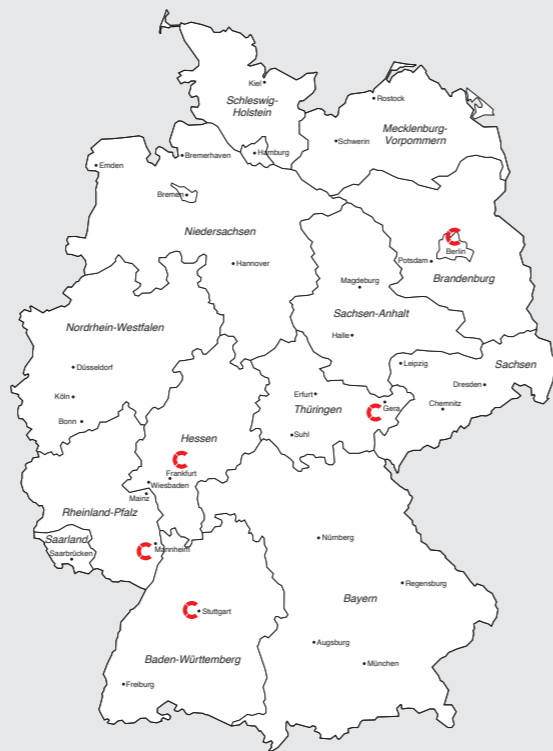 Kiel
Schleswig-
Holstein
Rostock
Mecklenburg-
Vorpommern
Schwerin
Hamburg
Bremerhaven
Emden
Bremen
Niedersachsen
Hannover
Berlin
Potsdam
Brandenburg
Magdeburg
Sachsen-Anhalt
Halle
Nordrhein-Westfalen
Düsseldorf
Köln
Bonn
Leipzig
Sachsen
Dresden
Chemnitz
Erfurt
Thüringen
Gera
Suhl
Hessen
Frankfurt
Wiesbaden
Mainz
Rheinland-Pfalz
Saarland
Saarbrücken
Mannheim
Nürnberg
Regensburg
Bayern
Stuttgart
Augsburg
München
Baden-Württemberg
Freiburg